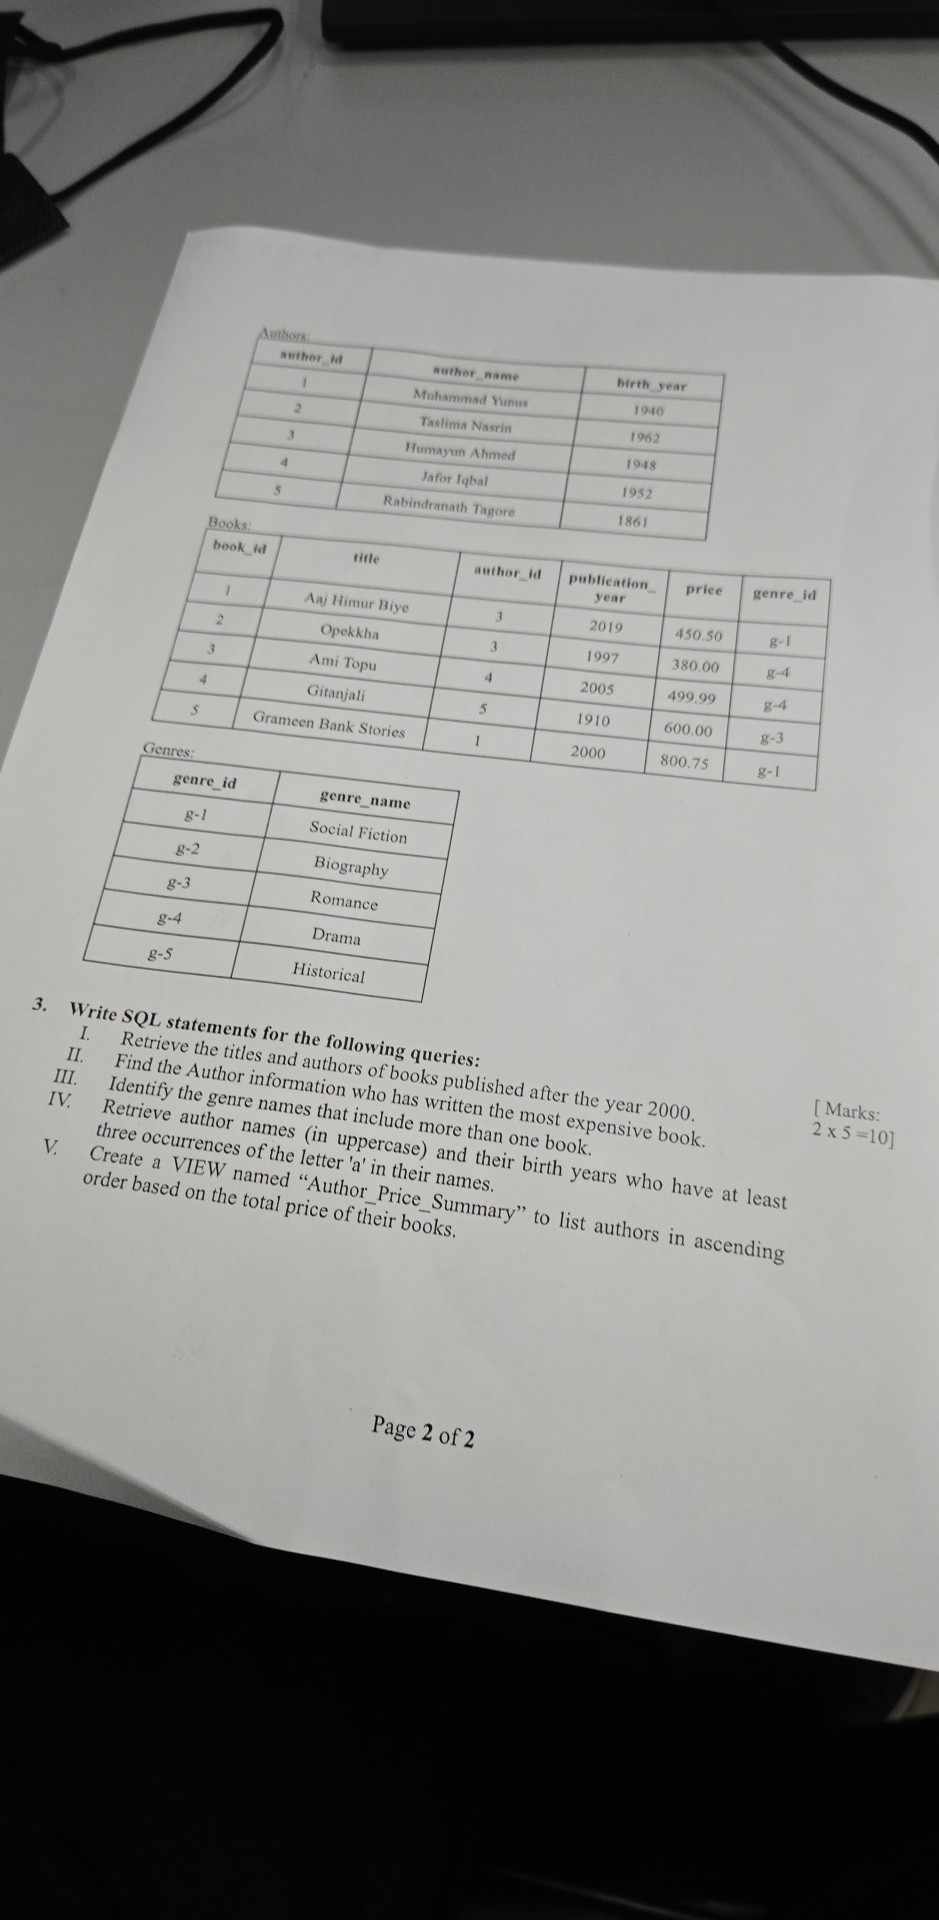 Authors:
author_id author_name birth_year
1 Muhammad Yunus 1940
2 Taslima Nasrin 1962
3 Humayun Ahmed 1948
4 Jafor Iqbal 1952
5 Rabindranath Tagore 1861
Books:
book_id title author_id publication_ price genre_id
year
1 Aaj Himur Biye 3 2019 450.50 g-1
2 Opekkha 3 1997 380.00 g-4
3 Ami Topu 4 2005 499.99 g-4
4 Gitanjali 5 1910 600.00 g-3
5 Grameen Bank Stories 1 2000 800.75 g-1
Genres:
genre_id genre_name
g-1 Social Fiction
g-2 Biography
g-3 Romance
g-4 Drama
g-5 Historical
3. Write SQL statements for the following queries:
I. Retrieve the titles and authors of books published after the year 2000.
II. Find the Author information who has written the most expensive book.
III. Identify the genre names that include more than one book.
IV. Retrieve author names (in uppercase) and their birth years who have at least
three occurrences of the letter 'a' in their names.
V. Create a VIEW named “Author_Price_Summary” to list authors in ascending
order based on the total price of their books.
[ Marks:
2 x 5 =10]
Page 2 of 2